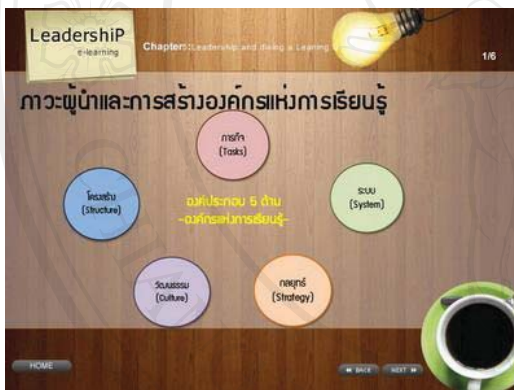 LeadershiP
e-learning
Chapter5:Leadership and
a Learning
1/6
ภาวะผู้นำและการสร้างองค์กรแห่งการเรียนรู้
ภารกิจ
(Tasks)
โครงสร้าง
(Structure)
ระบบ
(System)
องค์ประกอบ 5 ด้าน
-องค์กรแห่งการเรียนรู้-
วัฒนธรรม
(Culture)
กลยุทธ์
(Strategy)
HOME
BACK
NEXT